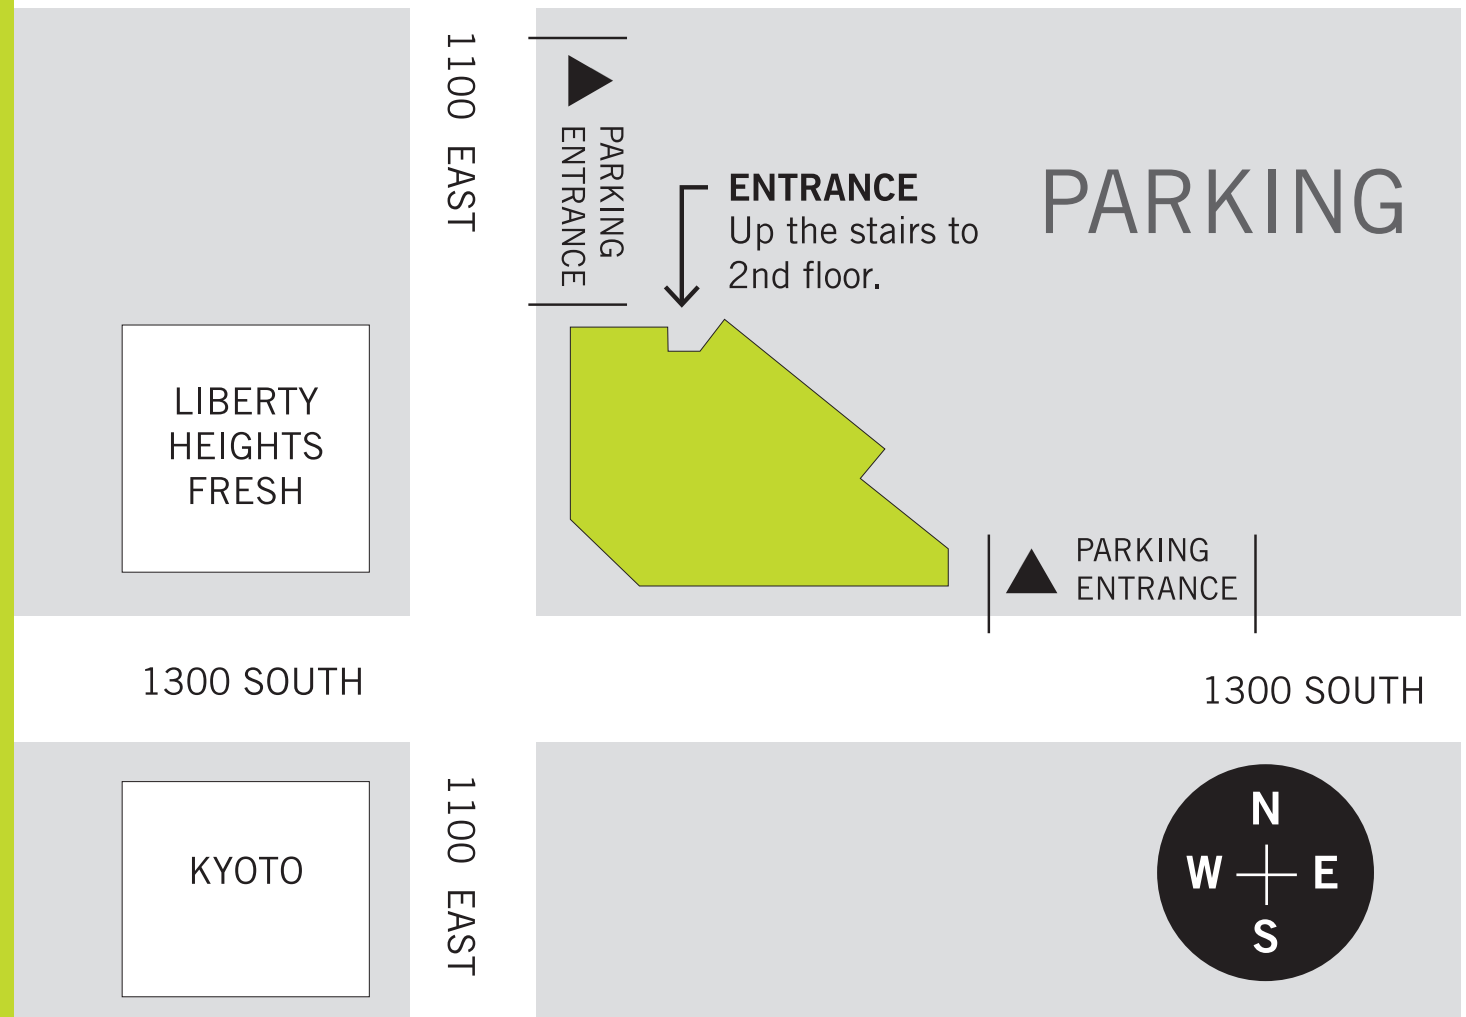 1100 EAST
PARKING
ENTRANCE
ENTRANCE
Up the stairs to
2nd floor.
PARKING
LIBERTY
HEIGHTS
FRESH
PARKING
ENTRANCE
1300 SOUTH
1300 SOUTH
KYOTO
1100 EAST
N
W E
S